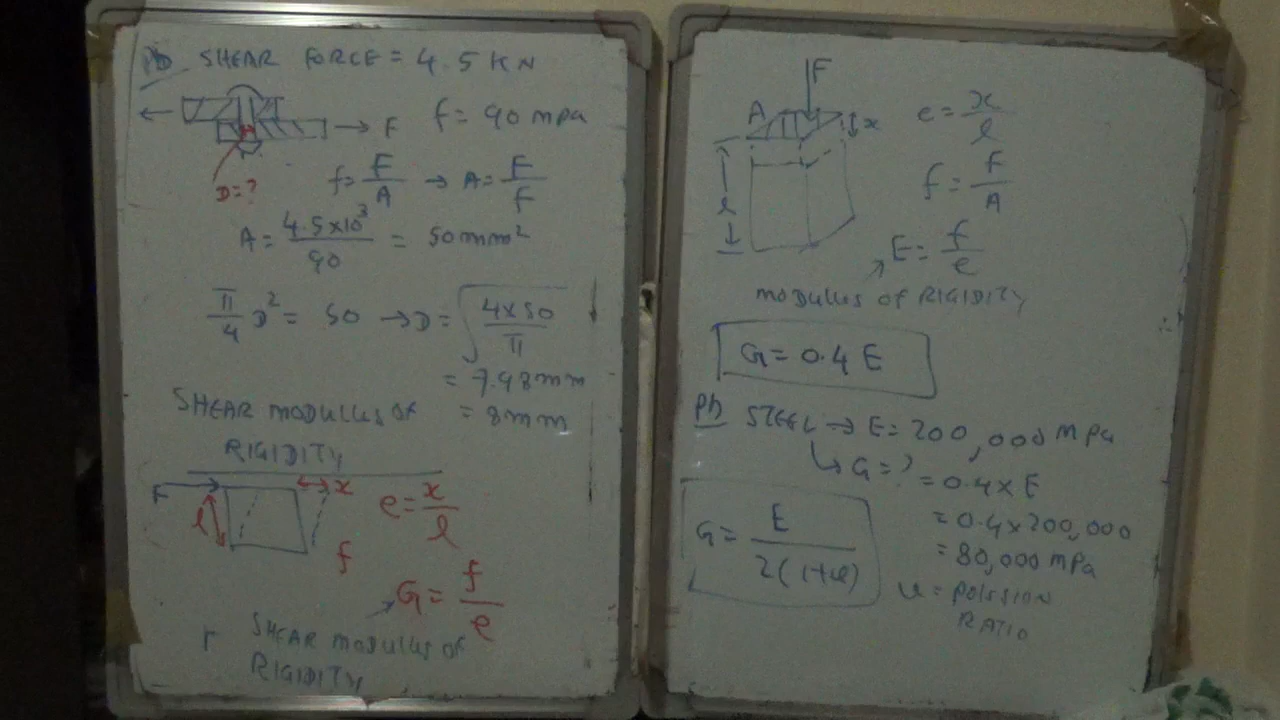 Pb SHEAR FORCE = 4.5 KN
F
f = 90 mpa
D=?
f = F/A → A = F/f
A = 4.5×10³/90 = 50mm²
π/4 D² = 50 → D = √(4×50/π)
= 7.98mm
= 8mm
SHEAR MODULUS OF
RIGIDITY
F
x
l
e = x/l
f
G = f/e
SHEAR MODULUS OF
RIGIDITY
F
A
x
l
e = x/l
f = F/A
E = f/e
MODULUS OF RIGIDITY
G = 0.4 E
Pb STEEL → E = 200,000 MPa
G = ? = 0.4 × E
= 0.4 × 200,000
= 80,000 MPa
G = E/2(1+u)
u = POISSION
RATIO